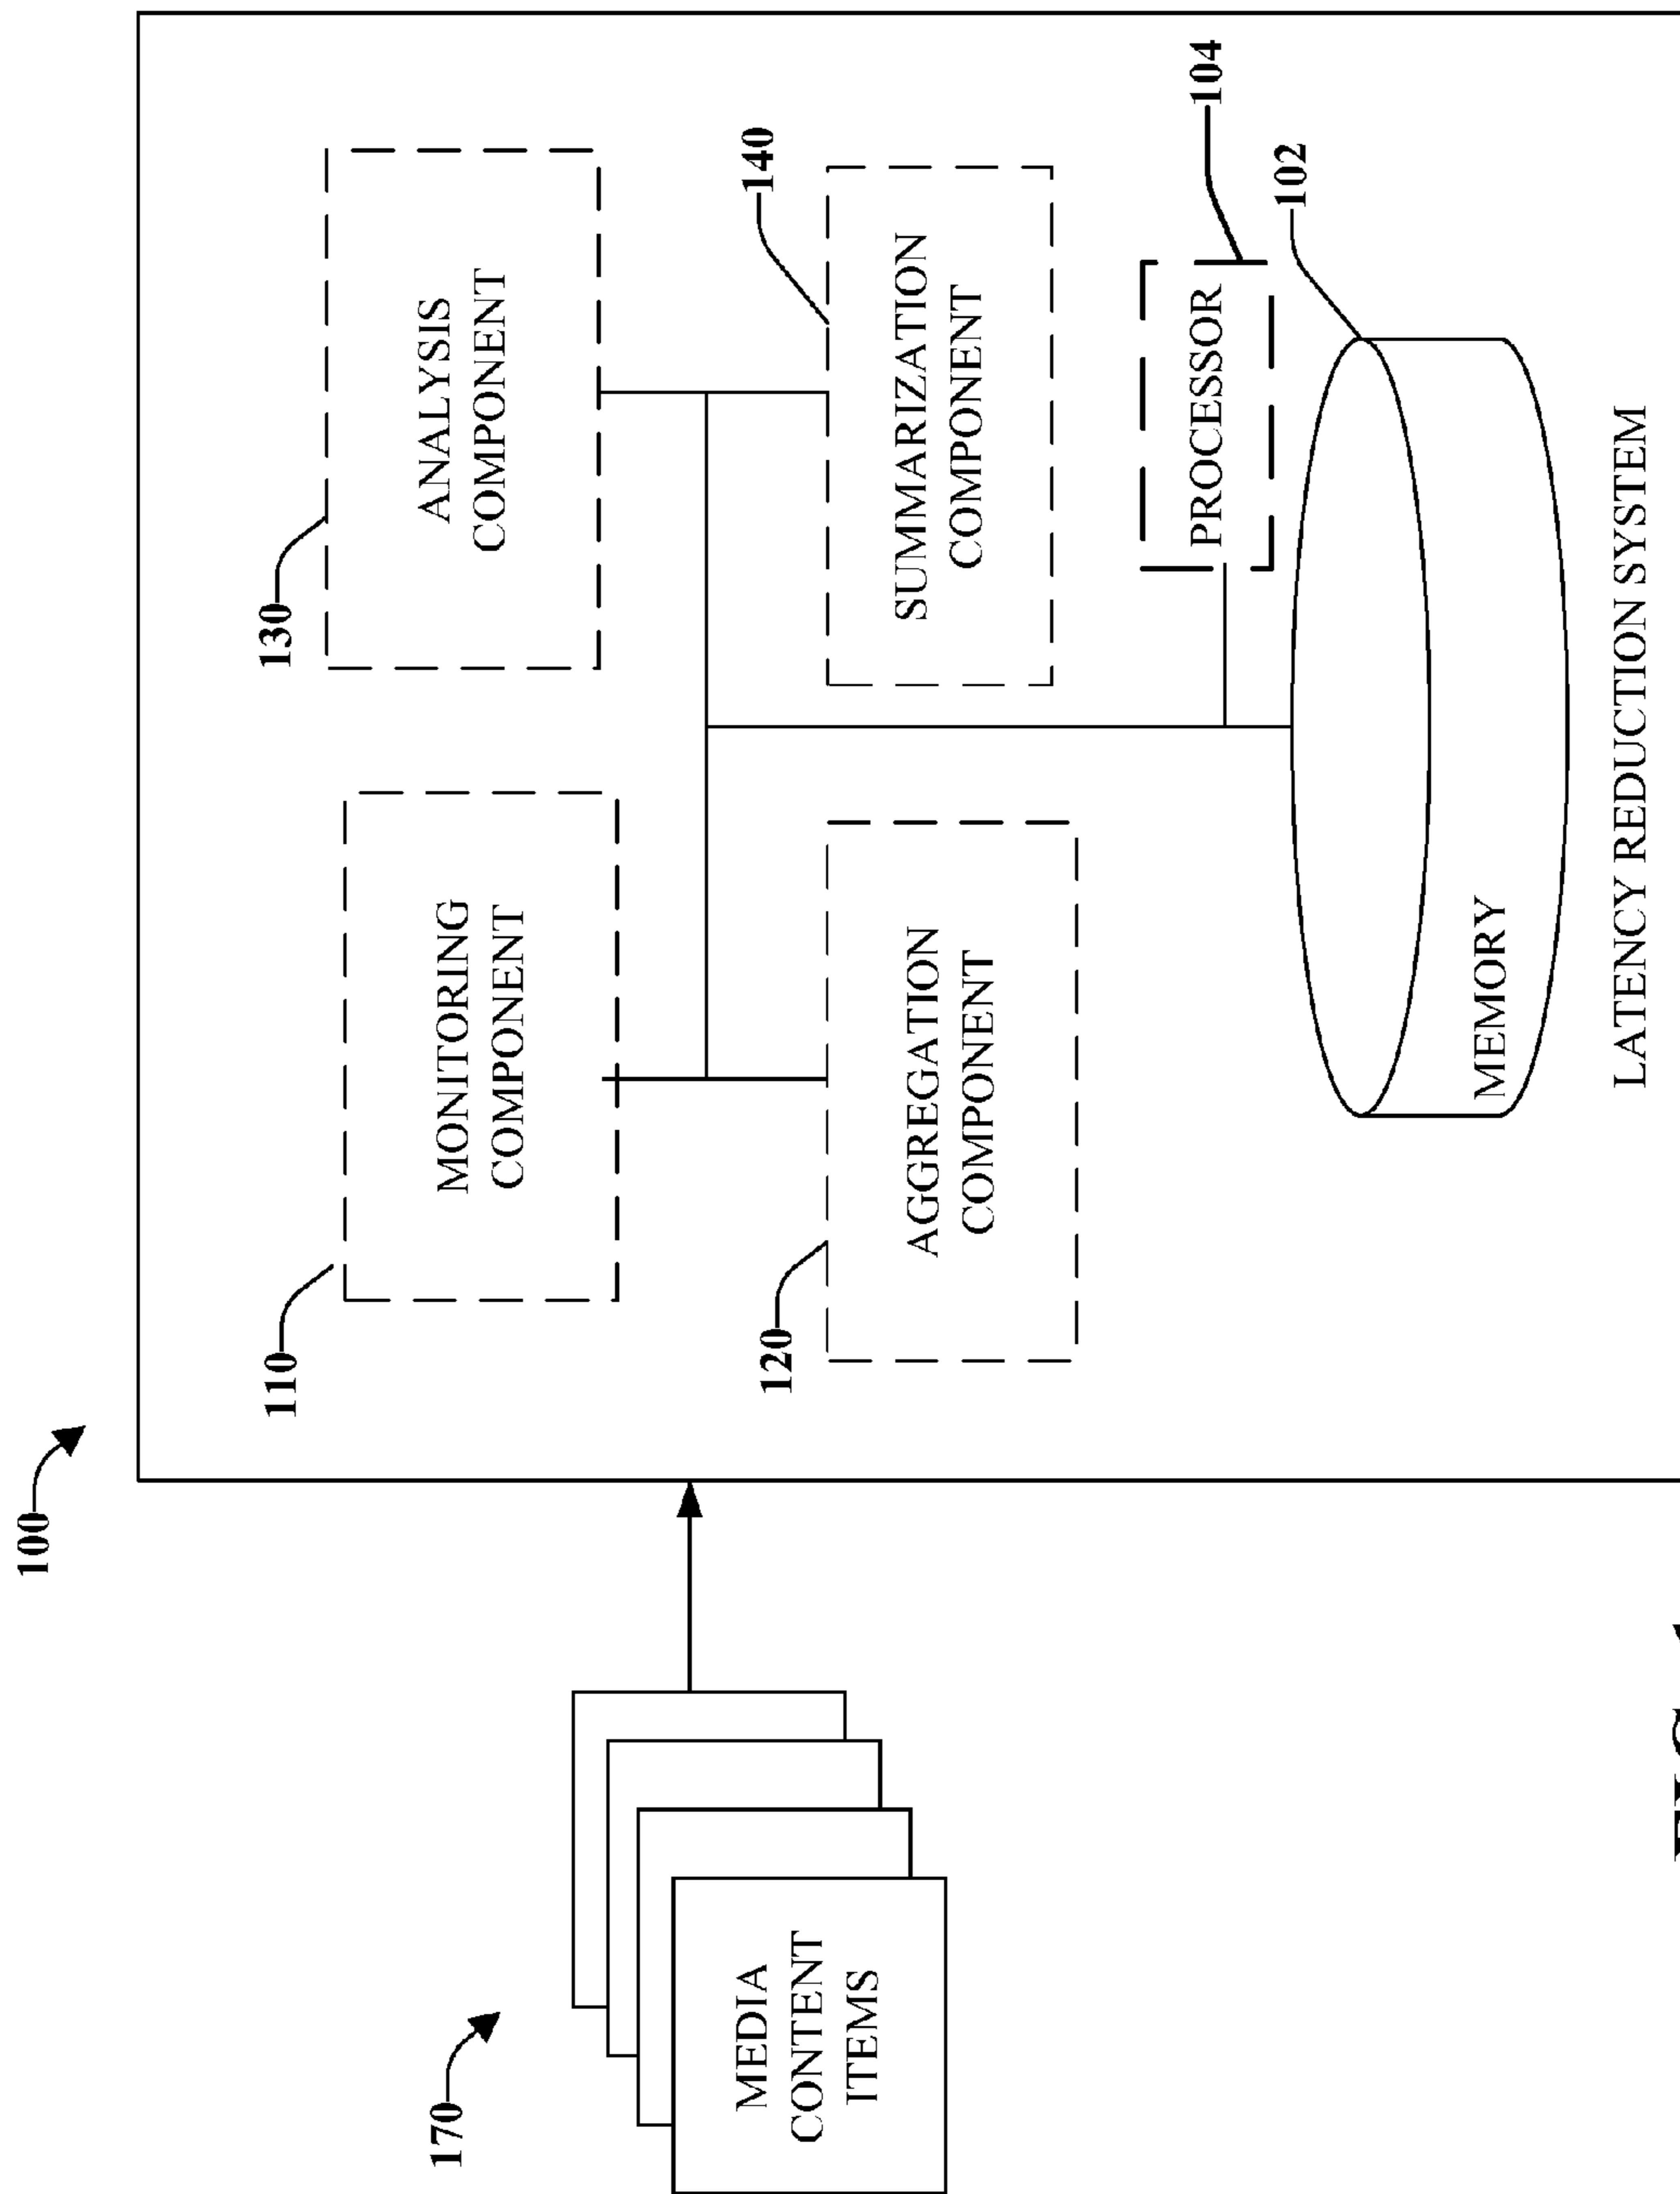 100
170
MEDIA
CONTENT
ITEMS
110
MONITORING
COMPONENT
130
ANALYSIS
COMPONENT
120
AGGREGATION
COMPONENT
140
SUMMARIZATION
COMPONENT
104
PROCESSOR
102
MEMORY
LATENCY REDUCTION SYSTEM